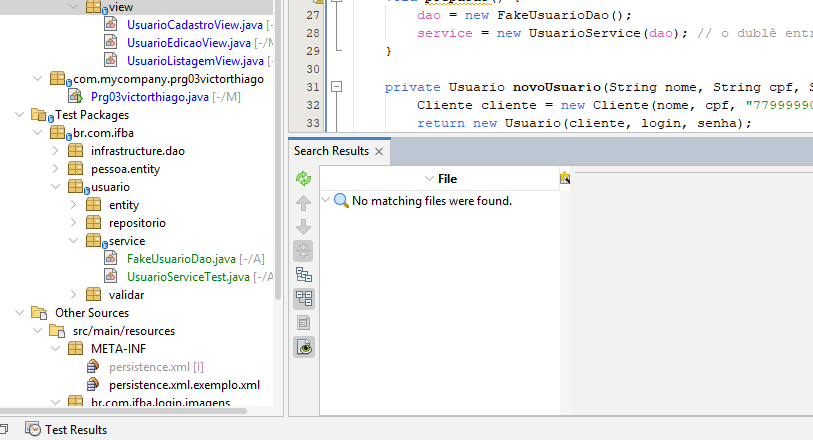 view
UsuarioCadastroView.java [-/
UsuarioEdicaoView.java [-/M]
UsuarioListagemView.java [-/
com.mycompany.prg03victorthiago
Prg03victorthiago.java [-/M]
Test Packages
br.com.ifba
infrastructure.dao
pessoa.entity
usuario
entity
repositorio
service
FakeUsuarioDao.java [-/A]
UsuarioServiceTest.java [-/A
validar
Other Sources
src/main/resources
META-INF
persistence.xml [I]
persistence.xml.exemplo.xml
br.com.ifba.login.imagens
27 dao = new FakeUsuarioDao();
28 service = new UsuarioService(dao); // o dublê entr
29 }
30
31 private Usuario novoUsuario(String nome, String cpf, S
32 Cliente cliente = new Cliente(nome, cpf, "77999990
33 return new Usuario(cliente, login, senha);
Search Results
File
No matching files were found.
Test Results